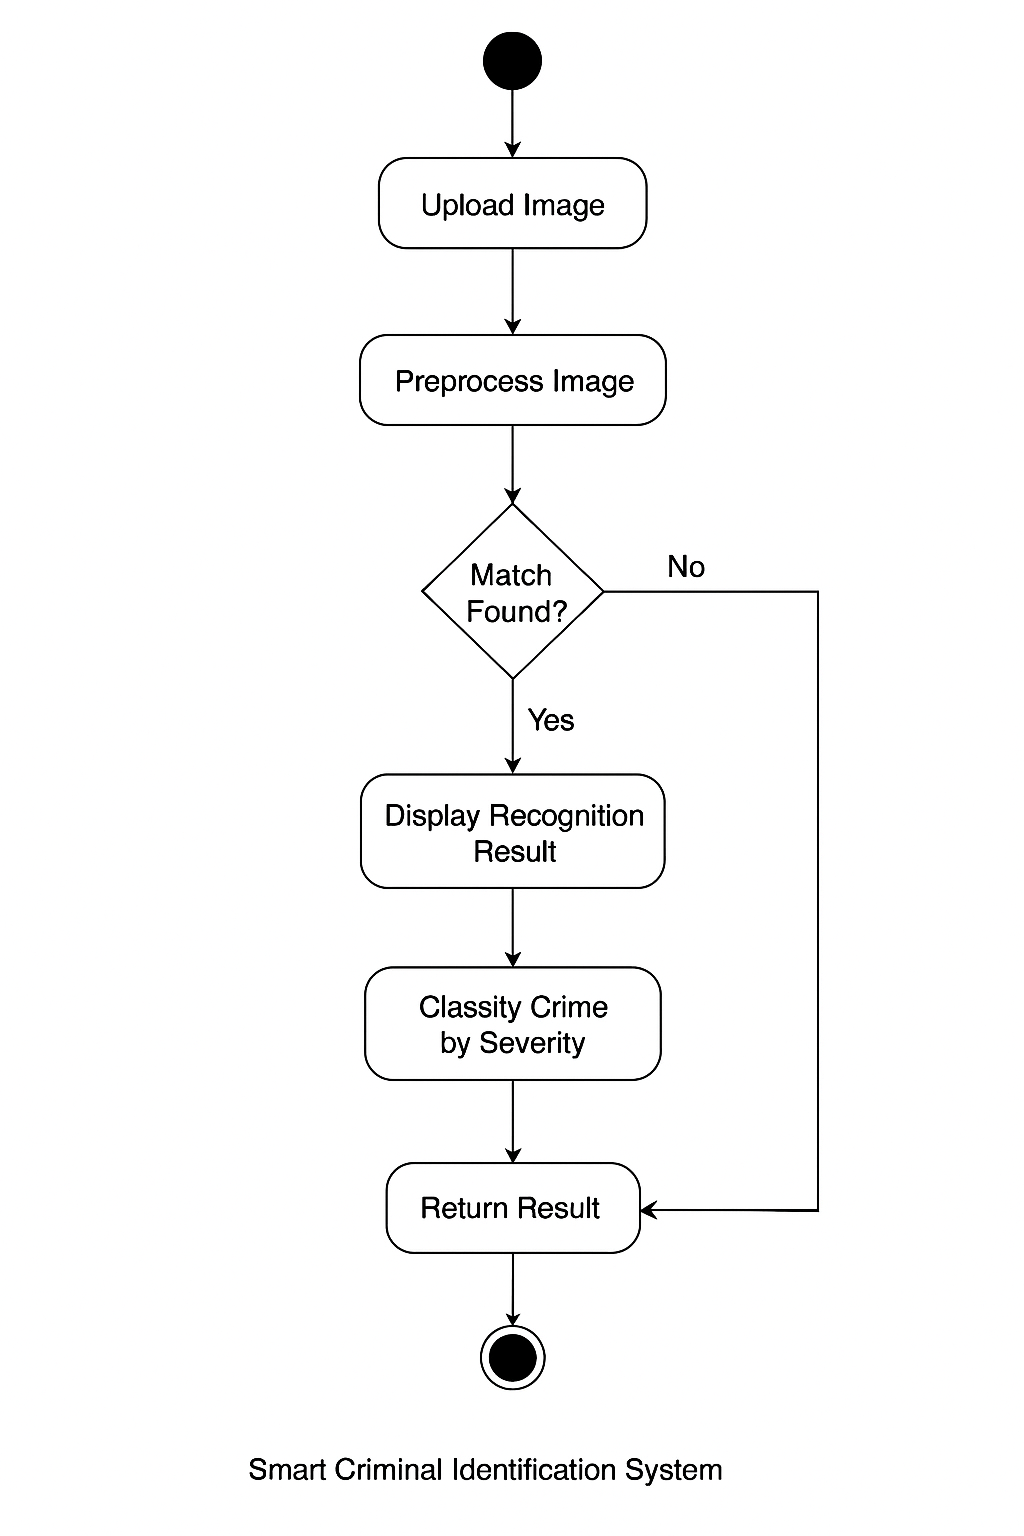 Upload Image
Preprocess Image
Match
Found?
No
Yes
Display Recognition
Result
Classity Crime
by Severity
Return Result
Smart Criminal Identification System